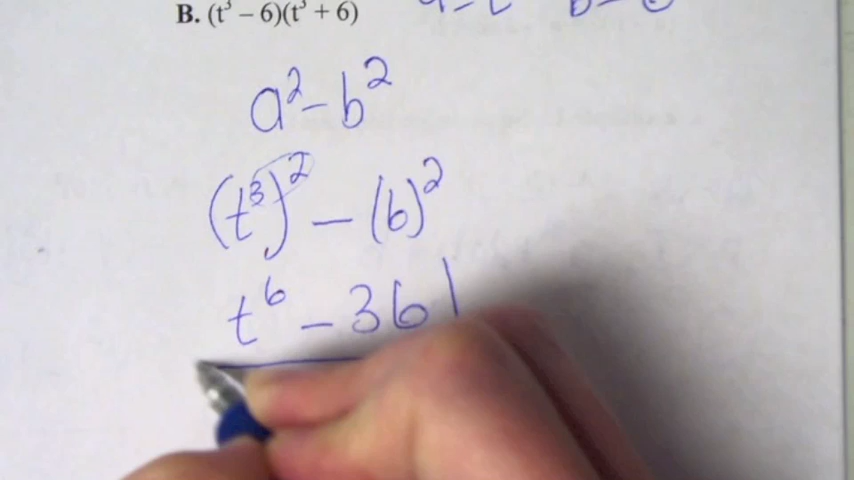 B. (t³ – 6)(t³ + 6)
a² – b²
(t³)² – (6)²
t⁶ – 36